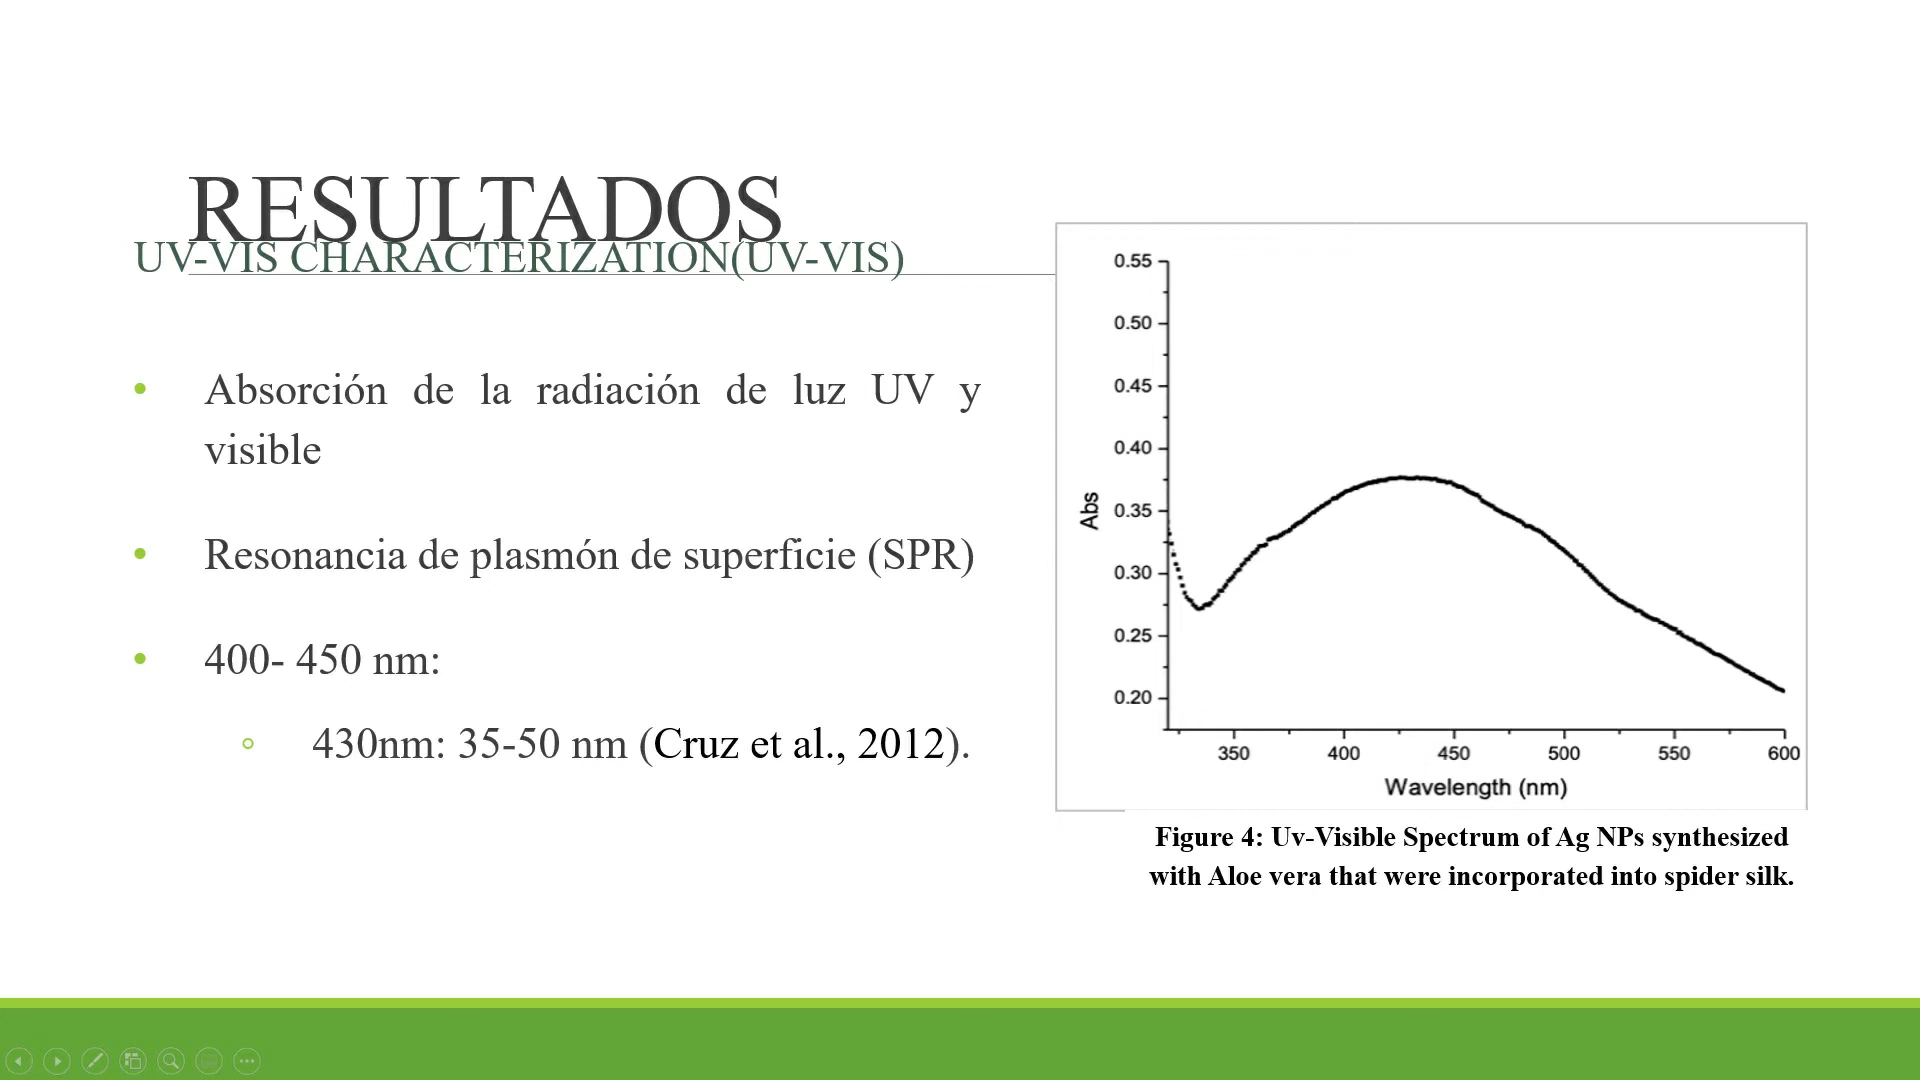 RESULTADOS
UV-VIS CHARACTERIZATION(UV-VIS)
• Absorción de la radiación de luz UV y
visible
• Resonancia de plasmón de superficie (SPR)
• 400- 450 nm:
◦ 430nm: 35-50 nm (Cruz et al., 2012).
0.55
0.50
0.45
0.40
0.35
0.30
0.25
0.20
Abs
350 400 450 500 550 600
Wavelength (nm)
Figure 4: Uv-Visible Spectrum of Ag NPs synthesized
with Aloe vera that were incorporated into spider silk.